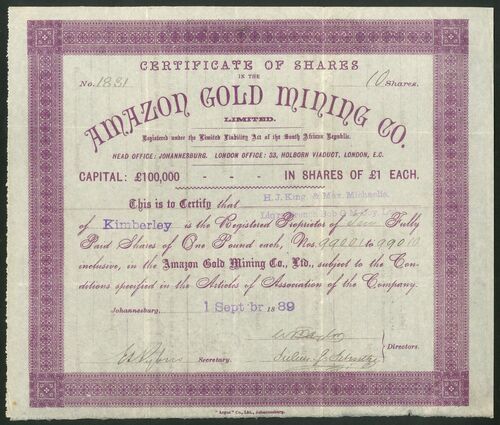 CERTIFICATE OF SHARES
IN THE
No. 1881
10 Shares.
AMAZON GOLD MINING CO.
LIMITED.
Registered under the Limited Liability Act of the South African Republic.
HEAD OFFICE: JOHANNESBURG. LONDON OFFICE: 33, HOLBORN VIADUCT, LONDON, E.C.
CAPITAL: £100,000 - - - IN SHARES OF £1 EACH.
This is to Certify that H.J. King & Max Michaelis
of Kimberley is the Registered Proprietor of Ten Fully
Paid Shares of One Pound each, Nos. 99001 to 99010
inclusive, in the Amazon Gold Mining Co., Ltd., subject to the Con-
ditions specified in the Articles of Association of the Company.
Johannesburg, 1 Sept'br 1889
Secretary.
Directors.
"Argus" Co., Ltd., Johannesburg.